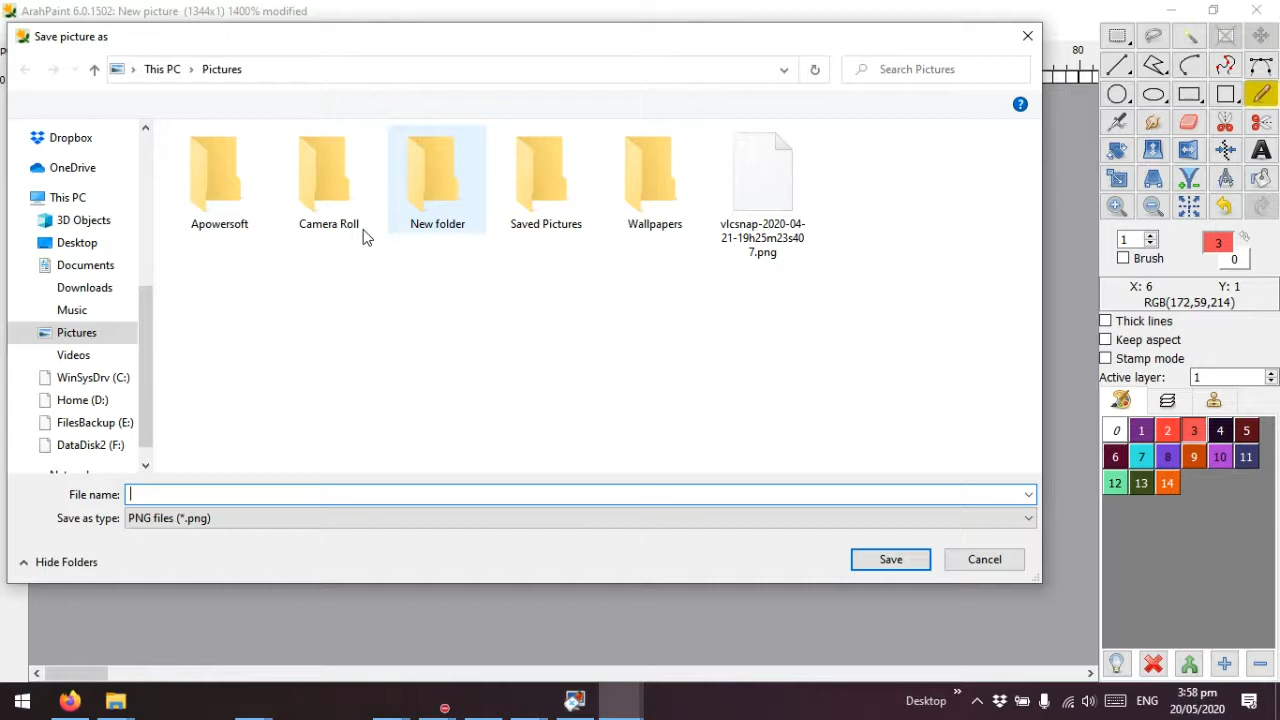 ArahPaint 6.0.1502: New picture (1344x1) 1400% modified
Save picture as
This PC
Pictures
Search Pictures
80
Dropbox
OneDrive
This PC
3D Objects
Desktop
Documents
Downloads
Music
Pictures
Videos
WinSysDrv (C:)
Home (D:)
FilesBackup (E:)
DataDisk2 (F:)
Apowersoft
Camera Roll
New folder
Saved Pictures
Wallpapers
vlcsnap-2020-04-
21-19h25m23s40
7.png
File name:
Save as type:
PNG files (*.png)
Hide Folders
Save
Cancel
A
1
3
Brush
0
X: 6
Y: 1
RGB(172,59,214)
Thick lines
Keep aspect
Stamp mode
Active layer:
1
0 1 2 3 4 5
6 7 8 9 10 11
12 13 14
Desktop
ENG
3:58 pm
20/05/2020